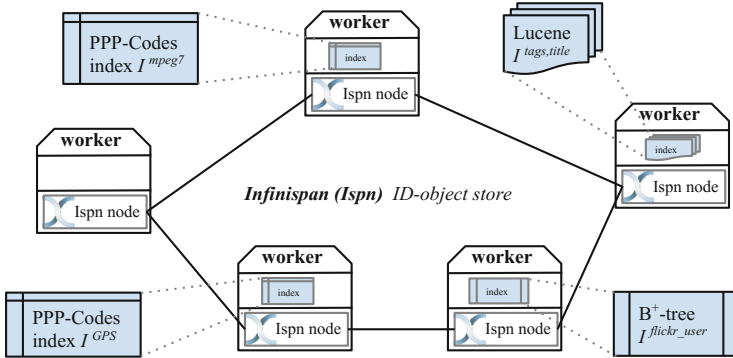 worker
PPP-Codes
index I mpeg7
index
Ispn node
Lucene
I tags,title
worker
index
Ispn node
worker
Ispn node
Infinispan (Ispn) ID-object store
worker
index
Ispn node
PPP-Codes
index I GPS
worker
index
Ispn node
B+-tree
I flickr_user